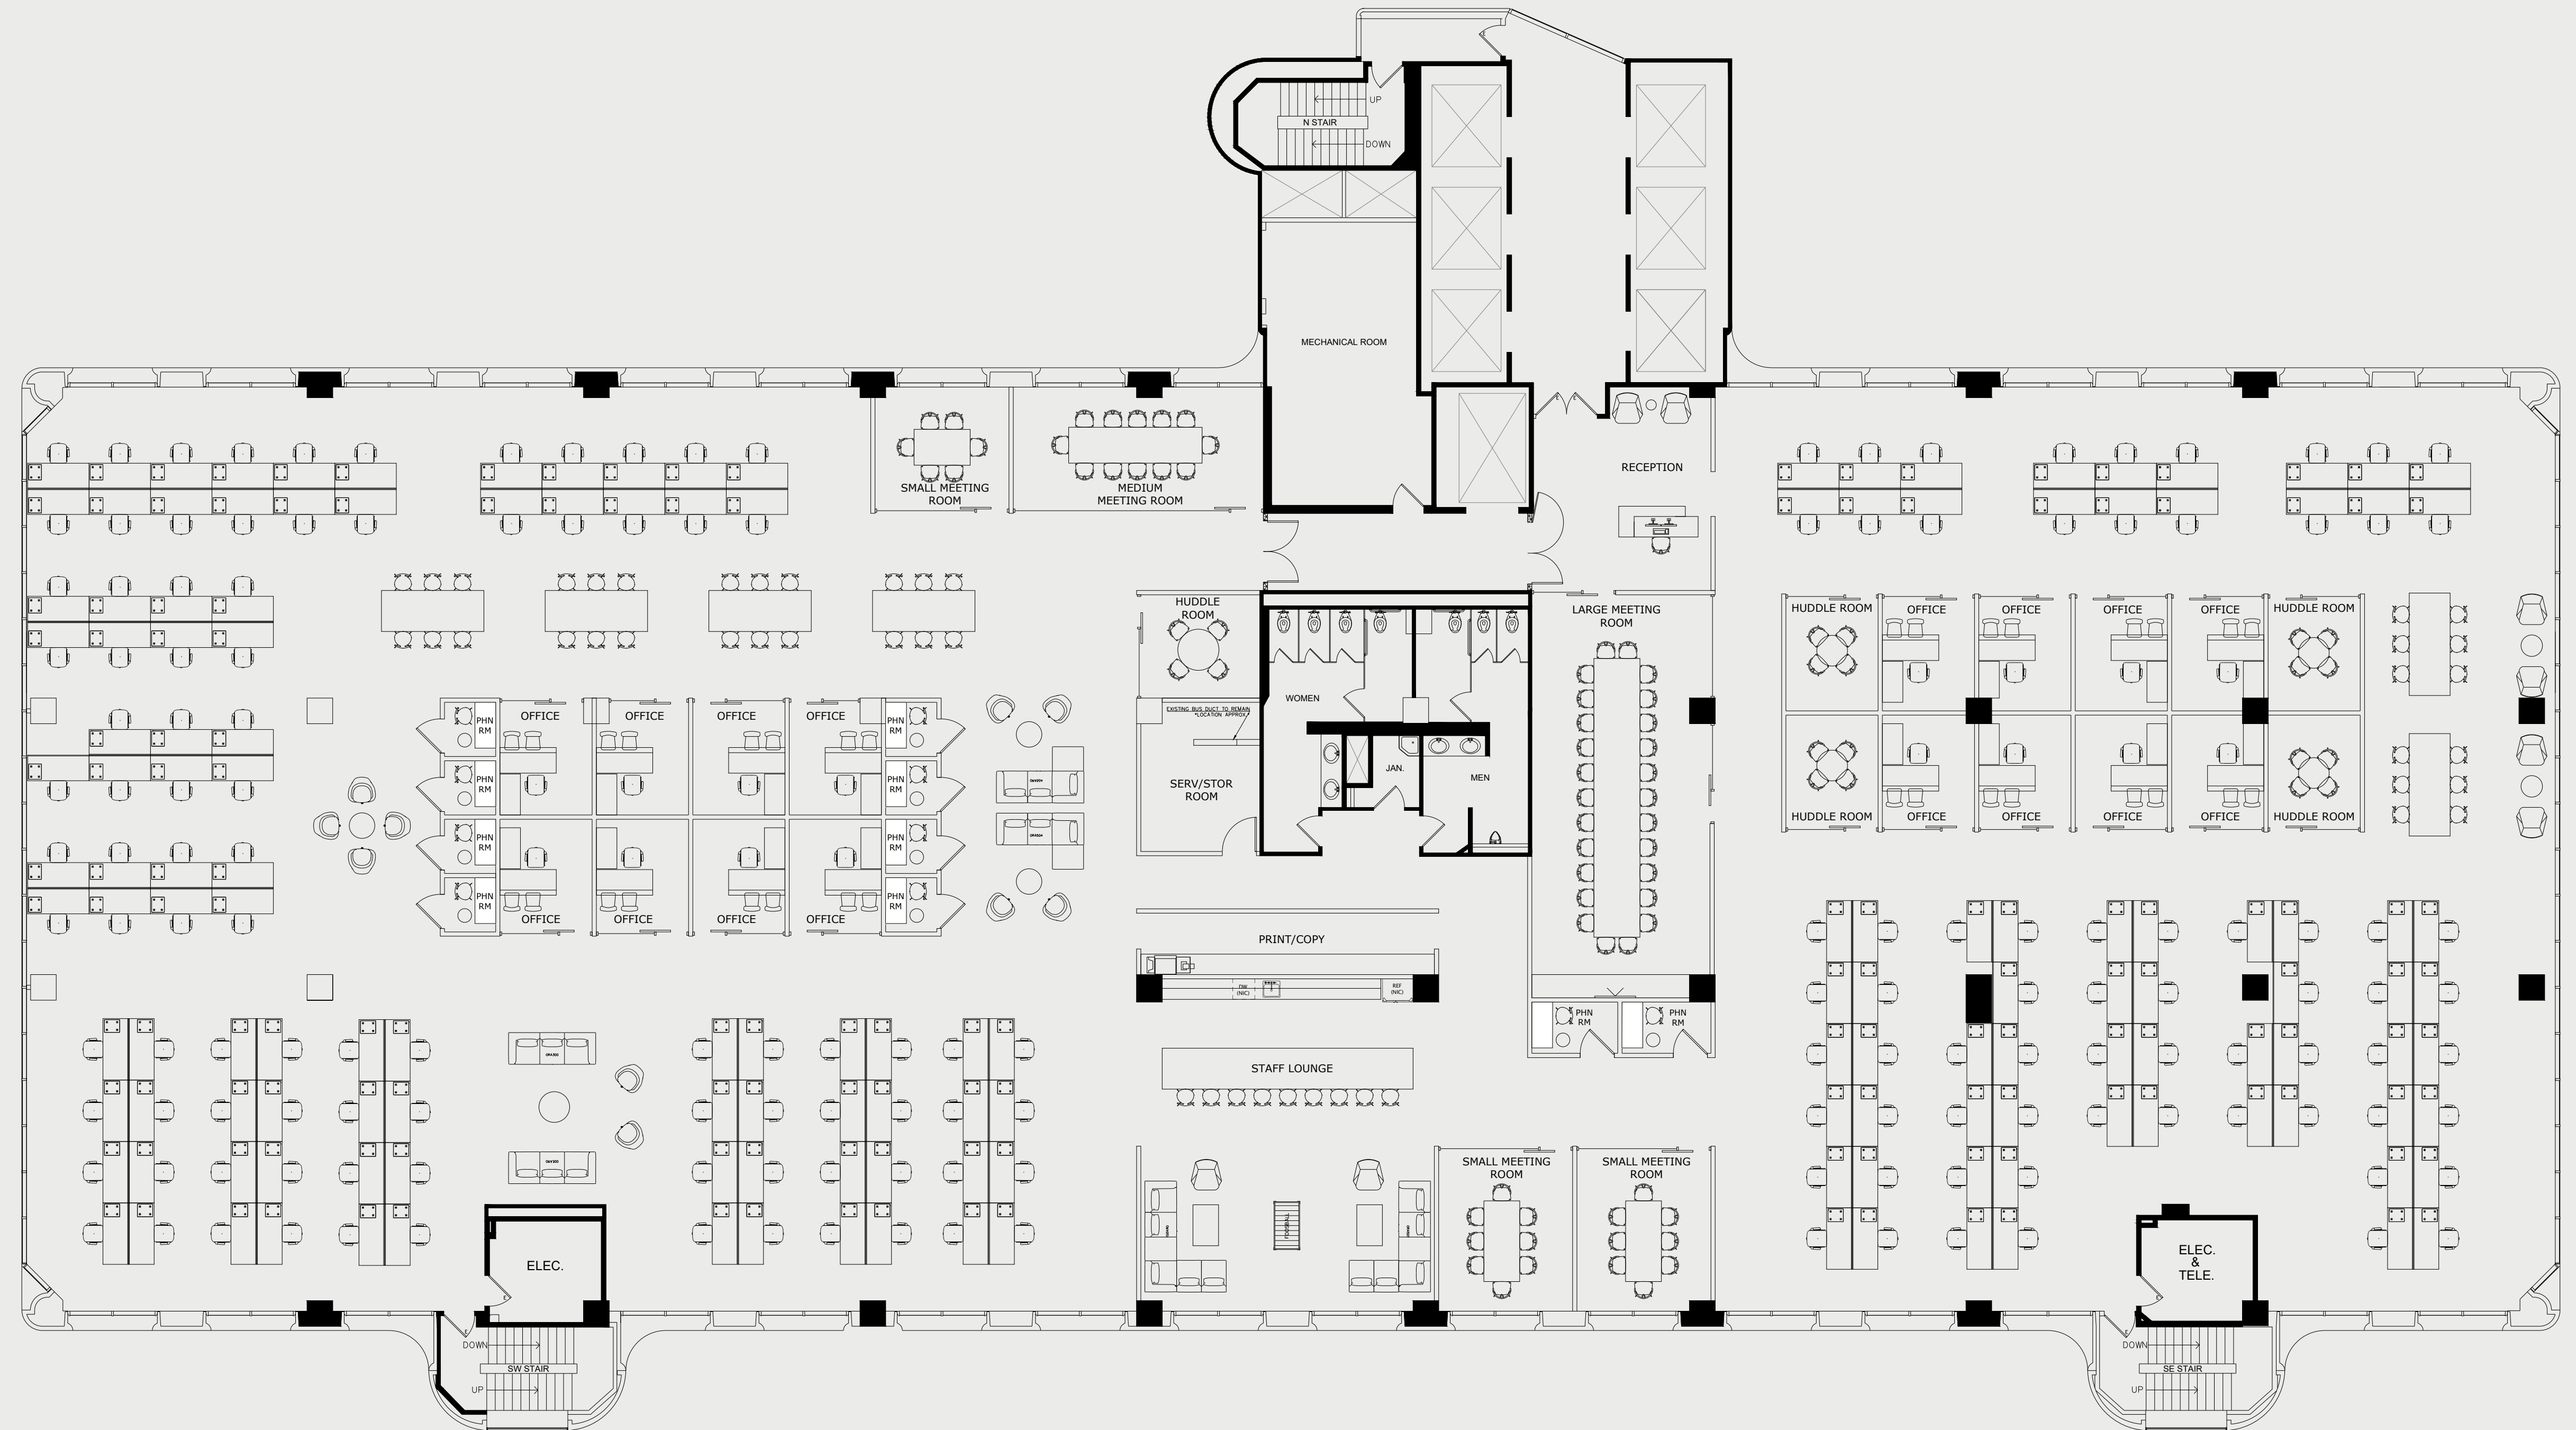 UP
N STAIR
DOWN
MECHANICAL ROOM
RECEPTION
SMALL MEETING
ROOM
MEDIUM
MEETING ROOM
HUDDLE
ROOM
LARGE MEETING
ROOM
HUDDLE ROOM
OFFICE
OFFICE
OFFICE
OFFICE
HUDDLE ROOM
WOMEN
EXISTING BUS DUCT TO REMAIN
*LOCATION APPROX.*
OFFICE
OFFICE
OFFICE
OFFICE
PHN
RM
PHN
RM
PHN
RM
PHN
RM
PHN
RM
PHN
RM
PHN
RM
PHN
RM
OFFICE
OFFICE
OFFICE
OFFICE
SERV/STOR
ROOM
JAN.
MEN
HUDDLE ROOM
OFFICE
OFFICE
OFFICE
OFFICE
HUDDLE ROOM
PRINT/COPY
DW
(NIC)
REF
(NIC)
PHN
RM
PHN
RM
STAFF LOUNGE
SMALL MEETING
ROOM
SMALL MEETING
ROOM
ELEC.
ELEC.
&
TELE.
DOWN
SW STAIR
UP
DOWN
SE STAIR
UP